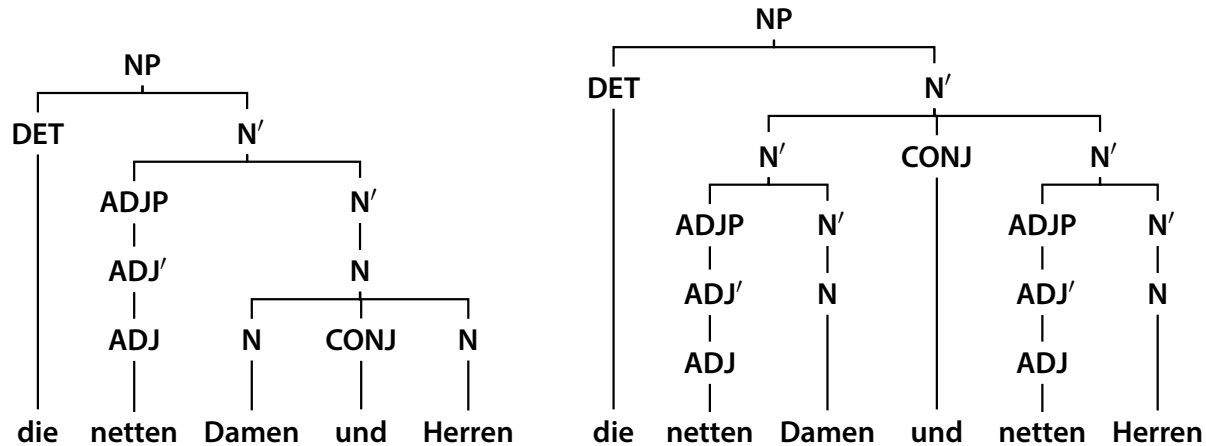 NP
DET N′
ADJP N′
ADJ′ N
ADJ N CONJ N
die netten Damen und Herren
NP
DET N′
N′ CONJ N′
ADJP N′ ADJP N′
ADJ′ N ADJ′ N
ADJ ADJ
die netten Damen und netten Herren